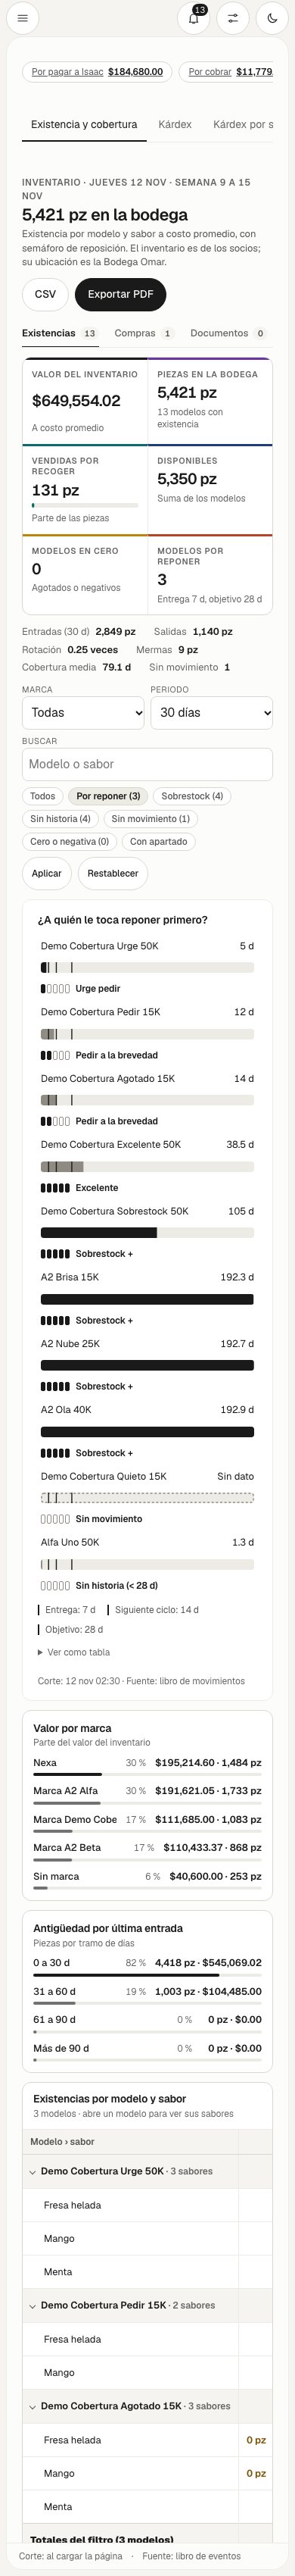 13
Por pagar a Isaac $184,680.00
Por cobrar $11,779
Existencia y cobertura Kárdex Kárdex por s
INVENTARIO · JUEVES 12 NOV · SEMANA 9 A 15
NOV
5,421 pz en la bodega
Existencia por modelo y sabor a costo promedio, con
semáforo de reposición. El inventario es de los socios;
su ubicación es la Bodega Omar.
CSV Exportar PDF
Existencias 13 Compras 1 Documentos 0
VALOR DEL INVENTARIO
$649,554.02
A costo promedio
PIEZAS EN LA BODEGA
5,421 pz
13 modelos con
existencia
VENDIDAS POR
RECOGER
131 pz
Parte de las piezas
DISPONIBLES
5,350 pz
Suma de los modelos
MODELOS EN CERO
0
Agotados o negativos
MODELOS POR
REPONER
3
Entrega 7 d, objetivo 28 d
Entradas (30 d) 2,849 pz Salidas 1,140 pz
Rotación 0.25 veces Mermas 9 pz
Cobertura media 79.1 d Sin movimiento 1
MARCA PERIODO
Todas 30 días
BUSCAR
Modelo o sabor
Todos Por reponer (3) Sobrestock (4)
Sin historia (4) Sin movimiento (1)
Cero o negativa (0) Con apartado
Aplicar Restablecer
¿A quién le toca reponer primero?
Demo Cobertura Urge 50K 5 d
Urge pedir
Demo Cobertura Pedir 15K 12 d
Pedir a la brevedad
Demo Cobertura Agotado 15K 14 d
Pedir a la brevedad
Demo Cobertura Excelente 50K 38.5 d
Excelente
Demo Cobertura Sobrestock 50K 105 d
Sobrestock +
A2 Brisa 15K 192.3 d
Sobrestock +
A2 Nube 25K 192.7 d
Sobrestock +
A2 Ola 40K 192.9 d
Sobrestock +
Demo Cobertura Quieto 15K Sin dato
Sin movimiento
Alfa Uno 50K 1.3 d
Sin historia (< 28 d)
Entrega: 7 d Siguiente ciclo: 14 d
Objetivo: 28 d
Ver como tabla
Corte: 12 nov 02:30 · Fuente: libro de movimientos
Valor por marca
Parte del valor del inventario
Nexa 30 % $195,214.60 · 1,484 pz
Marca A2 Alfa 30 % $191,621.05 · 1,733 pz
Marca Demo Cobe 17 % $111,685.00 · 1,083 pz
Marca A2 Beta 17 % $110,433.37 · 868 pz
Sin marca 6 % $40,600.00 · 253 pz
Antigüedad por última entrada
Piezas por tramo de días
0 a 30 d 82 % 4,418 pz · $545,069.02
31 a 60 d 19 % 1,003 pz · $104,485.00
61 a 90 d 0 % 0 pz · $0.00
Más de 90 d 0 % 0 pz · $0.00
Existencias por modelo y sabor
3 modelos · abre un modelo para ver sus sabores
Modelo › sabor
Demo Cobertura Urge 50K · 3 sabores
Fresa helada
Mango
Menta
Demo Cobertura Pedir 15K · 2 sabores
Fresa helada
Mango
Demo Cobertura Agotado 15K · 3 sabores
Fresa helada 0 pz
Mango 0 pz
Menta
Totales del filtro (3 modelos)
Corte: al cargar la página · Fuente: libro de eventos